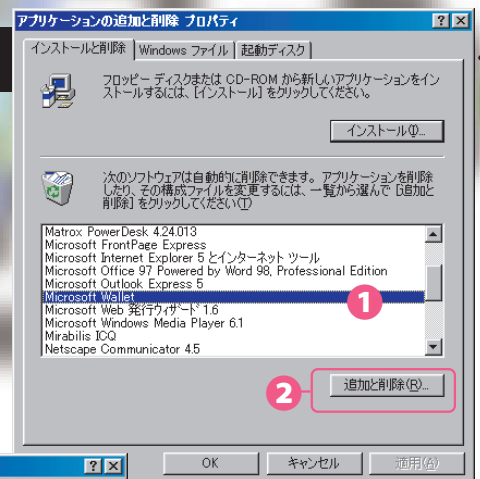 アプリケーションの追加と削除 プロパティ
インストールと削除
Windows ファイル
起動ディスク
フロッピー ディスクまたは CD-ROM から新しいアプリケーションをイン
ストールするには、[インストール] をクリックしてください。
インストール(I)...
次のソフトウェアは自動的に削除できます。アプリケーションを削除
したり、その構成ファイルを変更するには、一覧から選んで [追加と
削除] をクリックしてください(T)
Matrox PowerDesk 4.24.013
Microsoft FrontPage Express
Microsoft Internet Explorer 5 とインターネット ツール
Microsoft Office 97 Powered by Word 98, Professional Edition
Microsoft Outlook Express 5
Microsoft Wallet
1
Microsoft Web 発行ウィザード 1.6
Microsoft Windows Media Player 6.1
Mirabilis ICQ
Netscape Communicator 4.5
2
追加と削除(R)...
OK
キャンセル
適用(A)